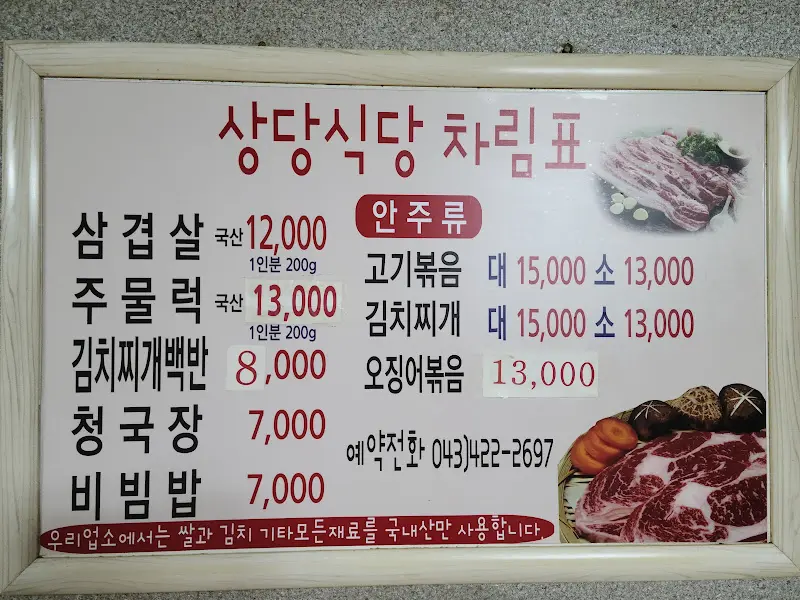 상당식당 차림표
삼겹살 국산 12,000
1인분 200g
주물럭 국산 13,000
1인분 200g
김치찌개백반 8,000
청국장 7,000
비빔밥 7,000
안주류
고기볶음 대 15,000 소 13,000
김치찌개 대 15,000 소 13,000
오징어볶음 13,000
예약전화 043)422-2697
우리업소에서는 쌀과 김치 기타모든재료를 국내산만 사용합니다.